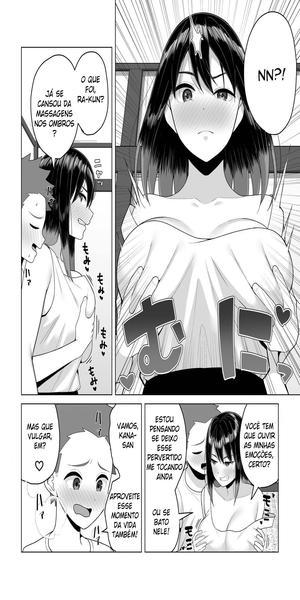 NN?!
O QUE
FOI,
RA-KUN?
JÁ SE
CANSOU DA
MASSAGENS
NOS OMBROS
?
もみ♥
もみ♥
もみ♥
むに
VOCÊ TEM
QUE OUVIR
AS MINHAS
EMOÇÕES,
CERTO?
ESTOU
PENSANDO
SE DEIXO
ESSE
PERVERTIDO
ME TOCANDO
AINDA
OU SE
BATO
NELE!
VAMOS,
KANA-
SAN
APROVEITE
ESSE
MOMENTO
DA VIDA
TAMBÉM!
MAS QUE
VULGAR,
EM?
♡